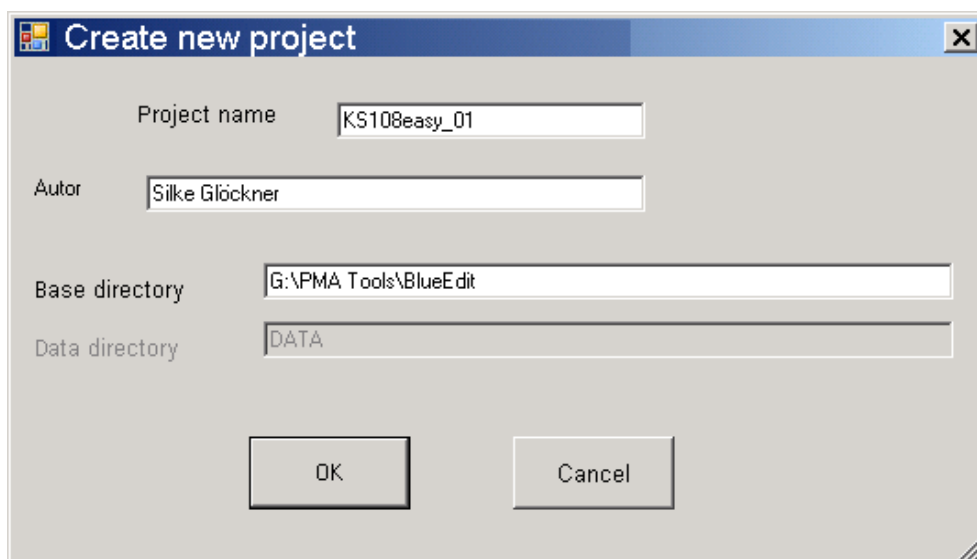 Create new project
Project name
KS108easy_01
Autor
Silke Glöckner
Base directory
G:\PMA Tools\BlueEdit
Data directory
DATA
OK
Cancel